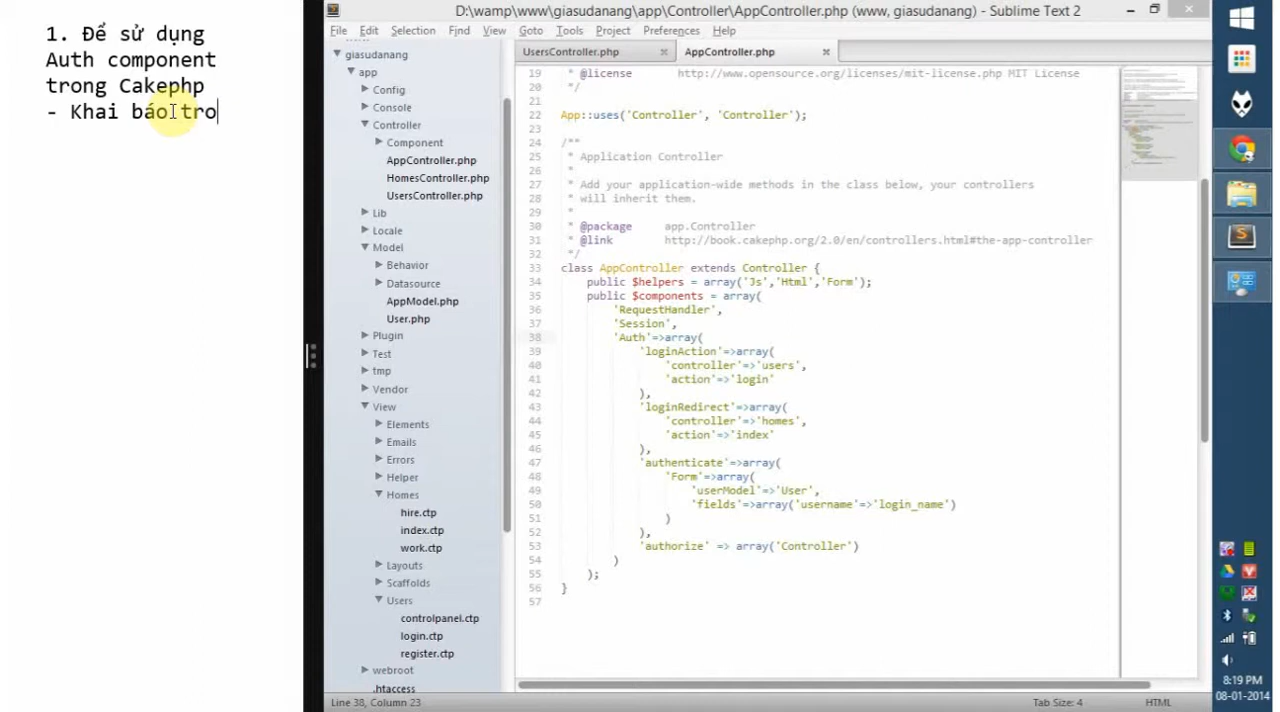 1. Để sử dụng
Auth component
trong Cakephp
- Khai báo tro
D:\wamp\www\giasudanang\app\Controller\AppController.php (www, giasudanang) - Sublime Text 2
File Edit Selection Find View Goto Tools Project Preferences Help
giasudanang
app
Config
Console
Controller
Component
AppController.php
HomesController.php
UsersController.php
Lib
Locale
Model
Behavior
Datasource
AppModel.php
User.php
Plugin
Test
tmp
Vendor
View
Elements
Emails
Errors
Helper
Homes
hire.ctp
index.ctp
work.ctp
Layouts
Scaffolds
Users
controlpanel.ctp
login.ctp
register.ctp
webroot
.htaccess
UsersController.php AppController.php
19 * @license http://www.opensource.org/licenses/mit-license.php MIT License
20 */
21
22 App::uses('Controller', 'Controller');
23
24 /**
25 * Application Controller
26 *
27 * Add your application-wide methods in the class below, your controllers
28 * will inherit them.
29 *
30 * @package app.Controller
31 * @link http://book.cakephp.org/2.0/en/controllers.html#the-app-controller
32 */
33 class AppController extends Controller {
34 public $helpers = array('Js','Html','Form');
35 public $components = array(
36 'RequestHandler',
37 'Session',
38 'Auth'=>array(
39 'loginAction'=>array(
40 'controller'=>'users',
41 'action'=>'login'
42 ),
43 'loginRedirect'=>array(
44 'controller'=>'homes',
45 'action'=>'index'
46 ),
47 'authenticate'=>array(
48 'Form'=>array(
49 'userModel'=>'User',
50 'fields'=>array('username'=>'login_name')
51 )
52 ),
53 'authorize' => array('Controller')
54 )
55 );
56 }
57
Line 38, Column 23 Tab Size: 4 HTML
8:19 PM
08-01-2014